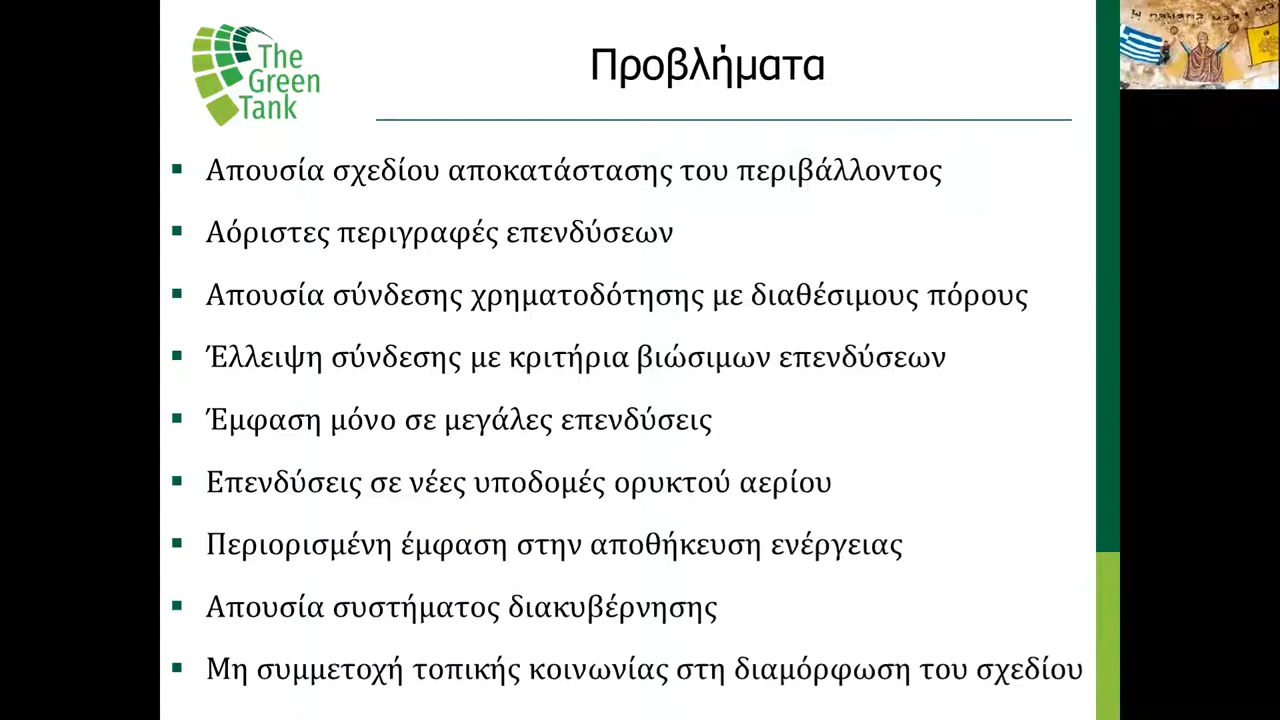 The
Green
Tank
Προβλήματα
▪ Απουσία σχεδίου αποκατάστασης του περιβάλλοντος
▪ Αόριστες περιγραφές επενδύσεων
▪ Απουσία σύνδεσης χρηματοδότησης με διαθέσιμους πόρους
▪ Έλλειψη σύνδεσης με κριτήρια βιώσιμων επενδύσεων
▪ Έμφαση μόνο σε μεγάλες επενδύσεις
▪ Επενδύσεις σε νέες υποδομές ορυκτού αερίου
▪ Περιορισμένη έμφαση στην αποθήκευση ενέργειας
▪ Απουσία συστήματος διακυβέρνησης
▪ Μη συμμετοχή τοπικής κοινωνίας στη διαμόρφωση του σχεδίου